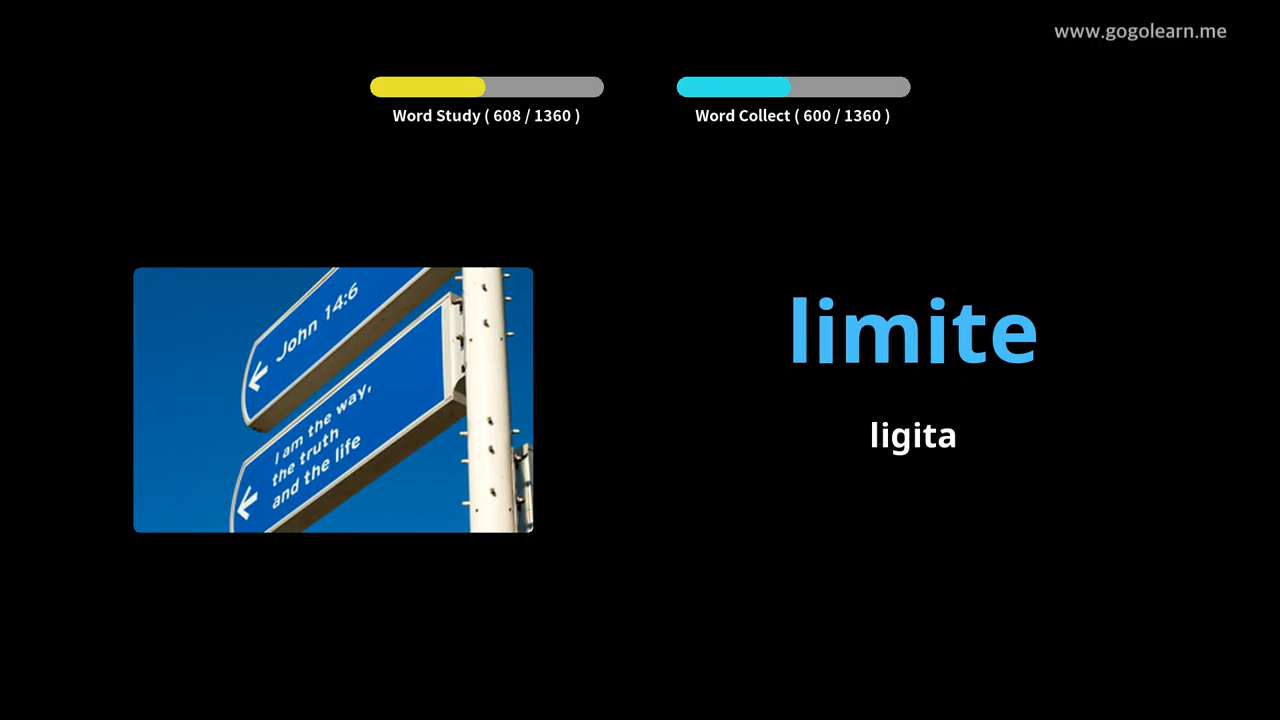 www.gogolearn.me
Word Study ( 608 / 1360 )
Word Collect ( 600 / 1360 )
John 14:6
I am the way,
the truth
and the life
limite
ligita